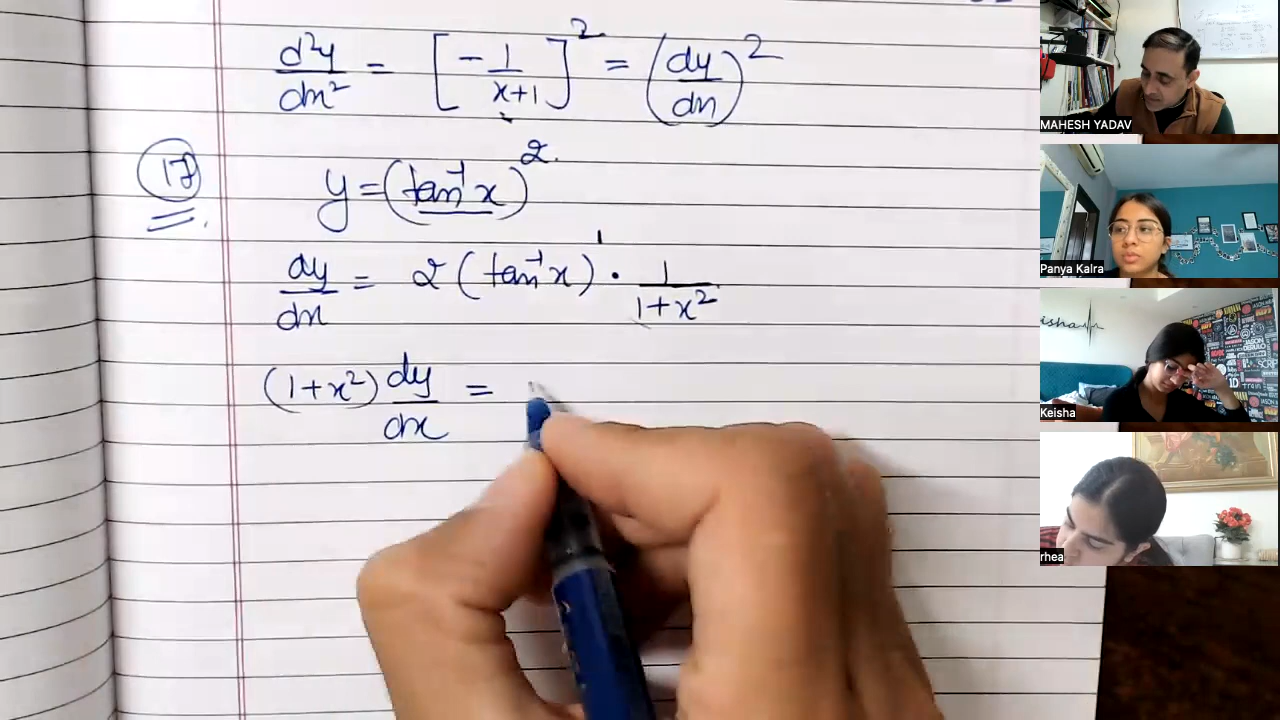 d²y/dx² = [-1/x+1]² = (dy/dx)²
17 y = (tan⁻¹x)²
dy/dx = 2(tan⁻¹x)¹ · 1/1+x²
(1+x²) dy/dx =
MAHESH YADAV
Panya Kalra
Keisha
rhea